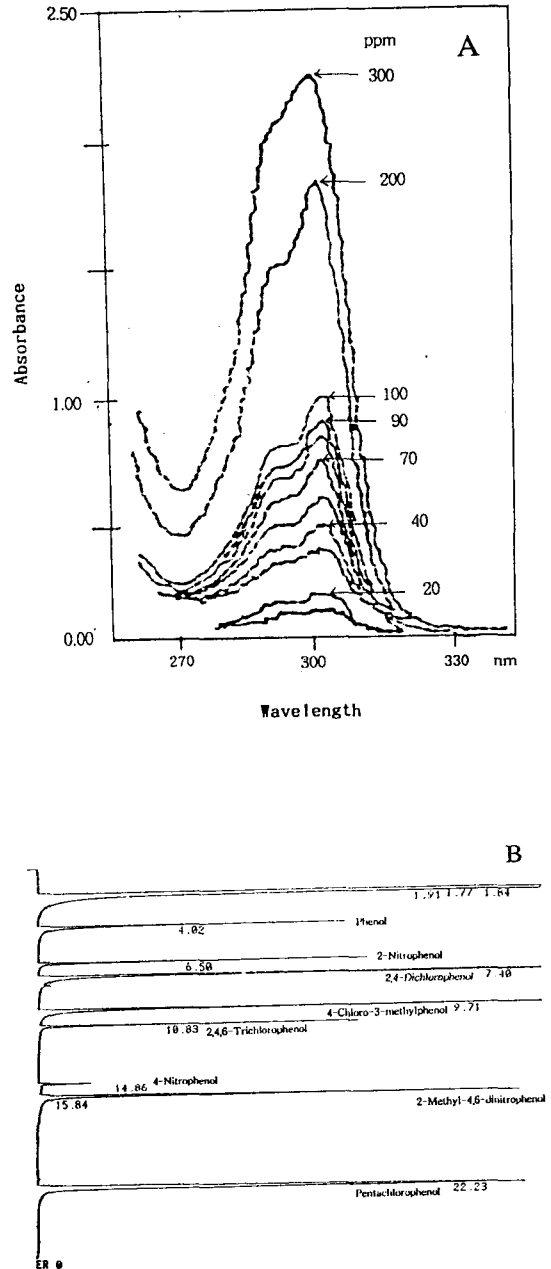 2.50
ppm
A
300
200
Absorbance
1.00
100
90
70
40
20
0.00
270
300
330
nm
Wavelength
B
1.91 1.77 1.84
Phenol
4.02
2-Nitrophenol
6.50
2,4-Dichlorophenol 7.40
4-Chloro-3-methylphenol 9.71
10.83 2,4,6-Trichlorophenol
4-Nitrophenol
14.86
15.84
2-Methyl-4,6-dinitrophenol
Pentachlorophenol 22.23
ER 0